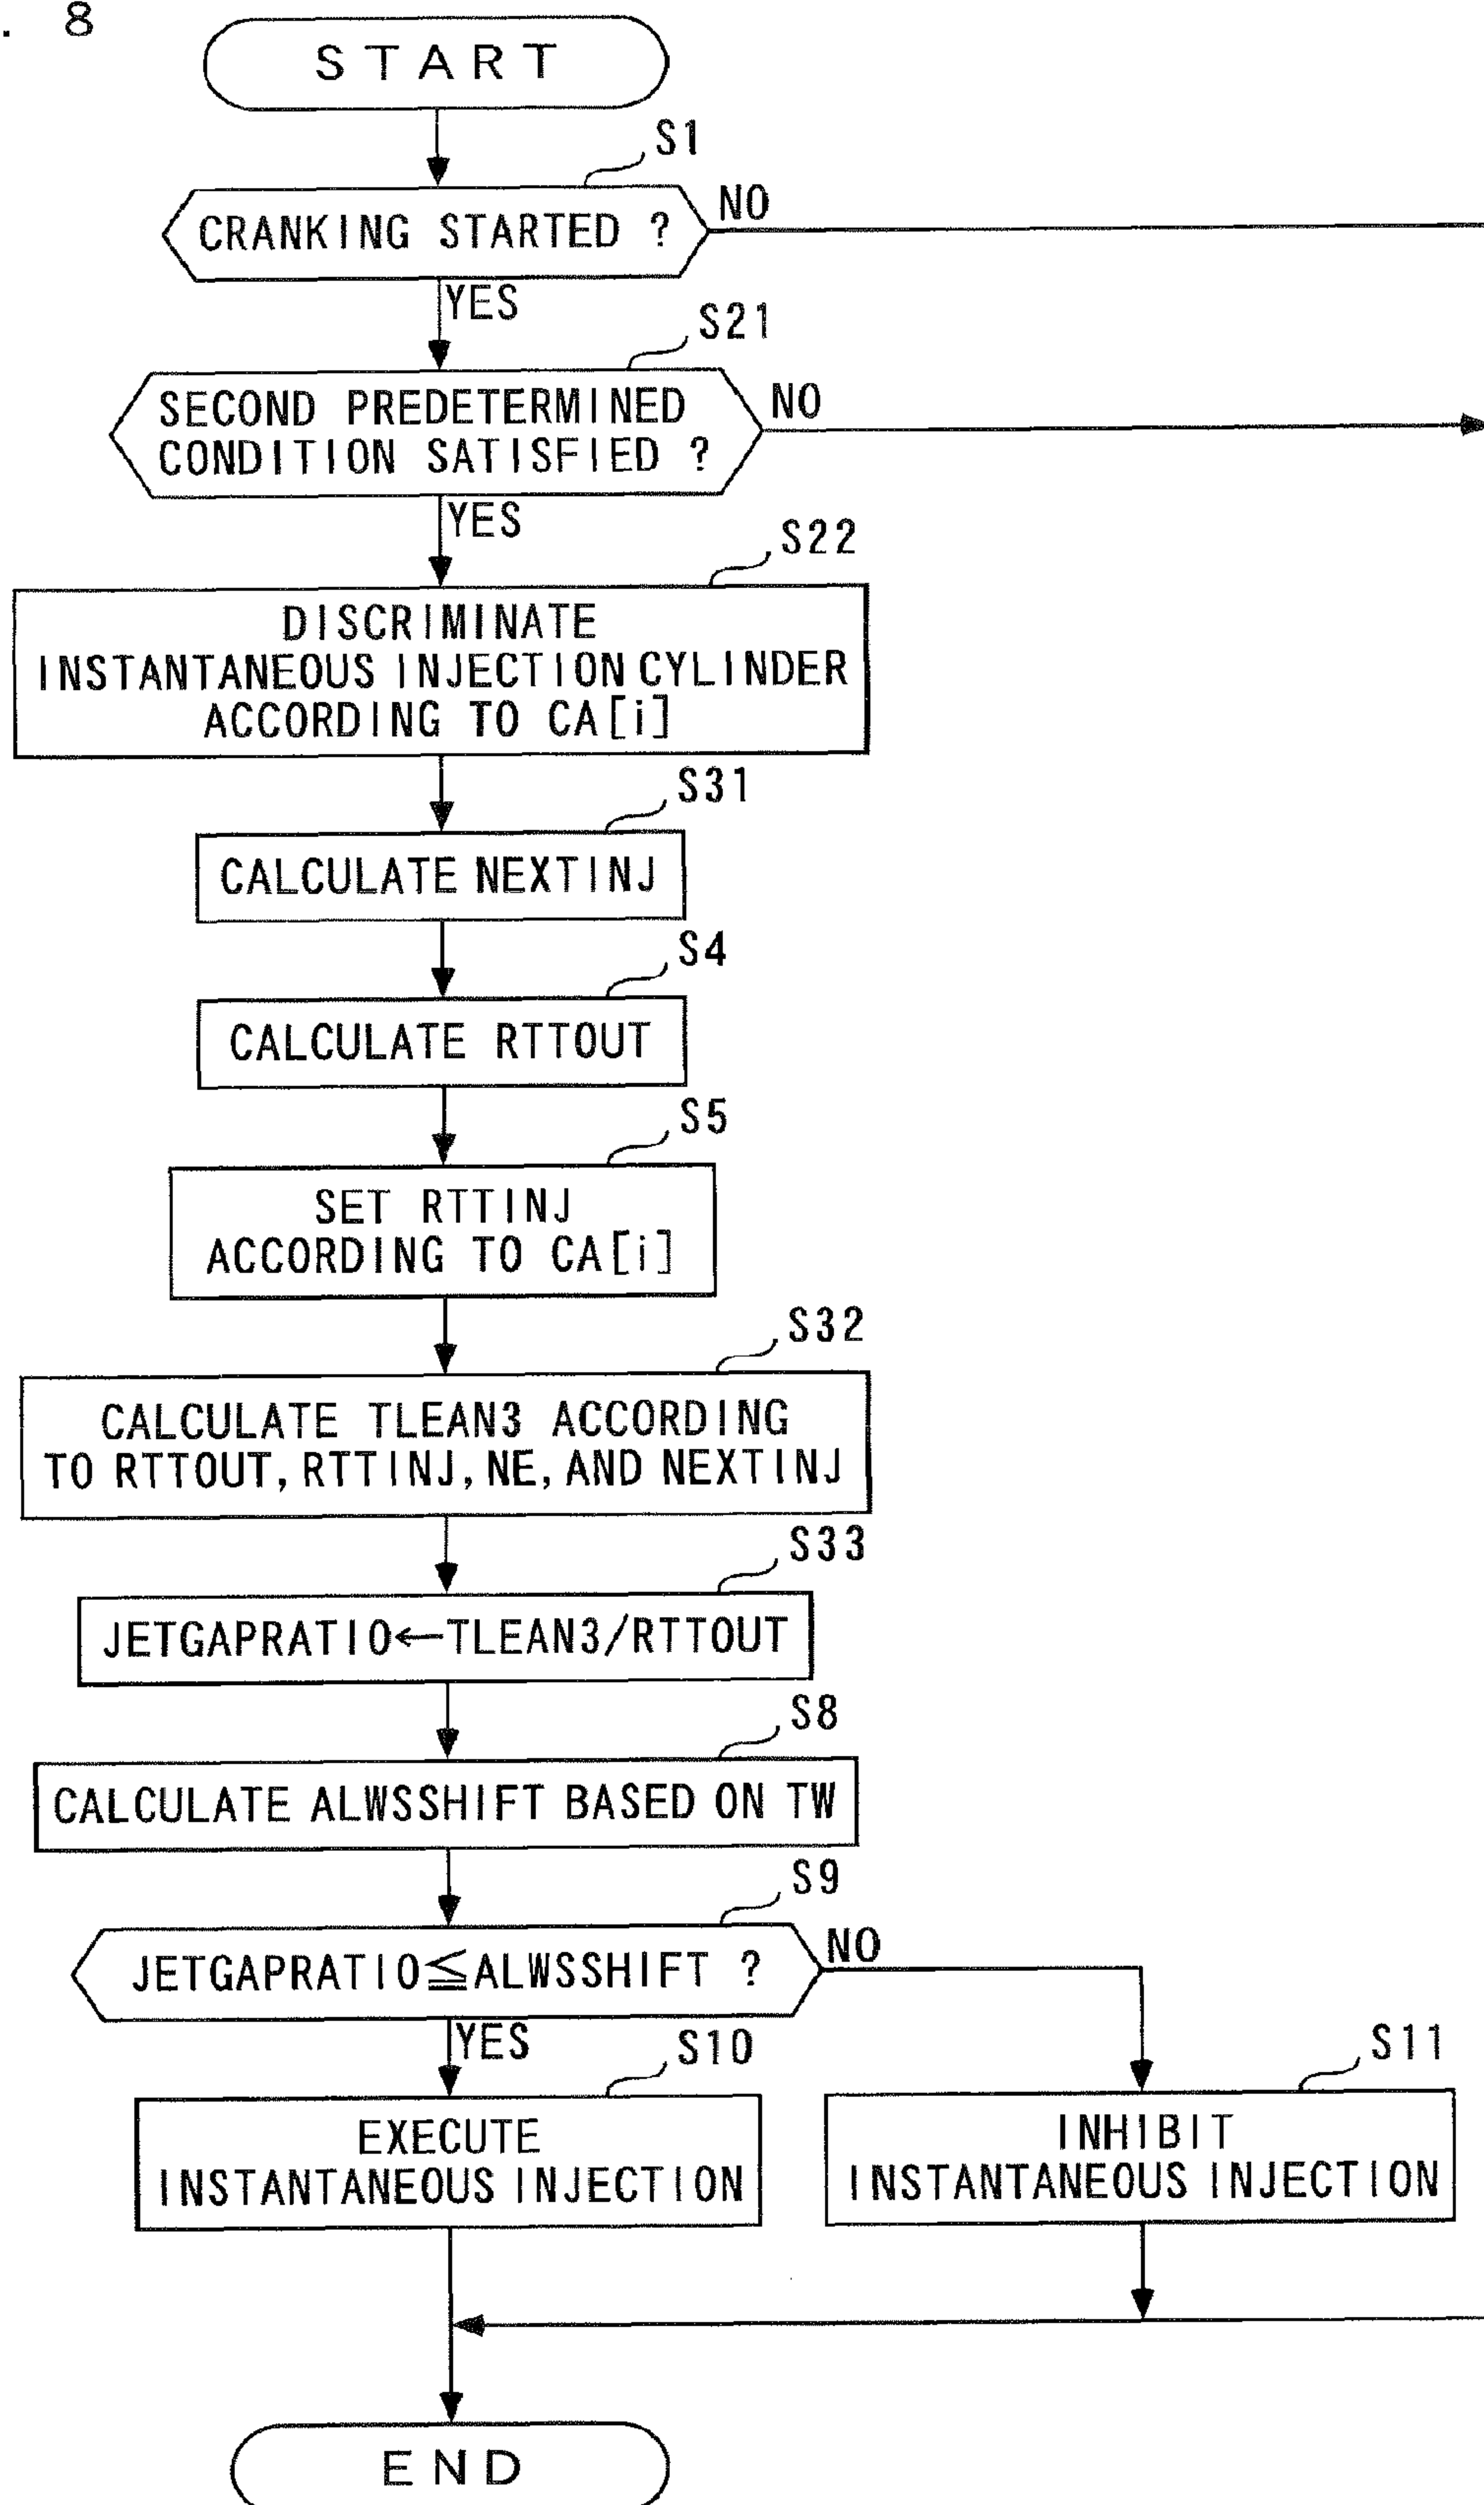 . 8
START
S1
CRANKING STARTED ?
NO
YES
S21
SECOND PREDETERMINED
CONDITION SATISFIED ?
NO
YES
S22
DISCRIMINATE
INSTANTANEOUS INJECTION CYLINDER
ACCORDING TO CA[i]
S31
CALCULATE NEXTINJ
S4
CALCULATE RTTOUT
S5
SET RTTINJ
ACCORDING TO CA[i]
S32
CALCULATE TLEAN3 ACCORDING
TO RTTOUT, RTTINJ, NE, AND NEXTINJ
S33
JETGAPRATIO←TLEAN3/RTTOUT
S8
CALCULATE ALWSSHIFT BASED ON TW
S9
JETGAPRATIO≦ALWSSHIFT ?
NO
YES
S10
EXECUTE
INSTANTANEOUS INJECTION
S11
INHIBIT
INSTANTANEOUS INJECTION
END